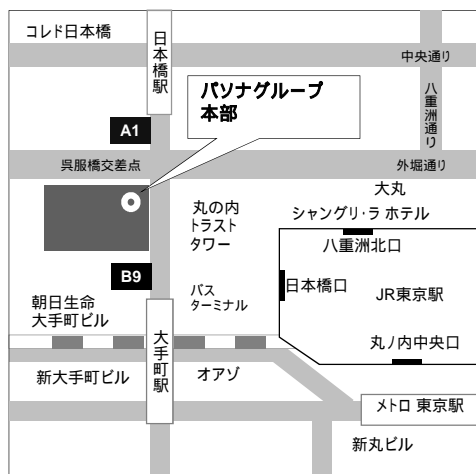 コレド日本橋
日本橋駅
中央通り
八重洲通り
パソナグループ
本部
A1
呉服橋交差点
外堀通り
大丸
丸の内
トラスト
タワー
シャングリ・ラ ホテル
八重洲北口
B9
日本橋口
JR東京駅
バス
ターミナル
朝日生命
大手町ビル
大手町駅
丸ノ内中央口
新大手町ビル
オアゾ
メトロ 東京駅
新丸ビル